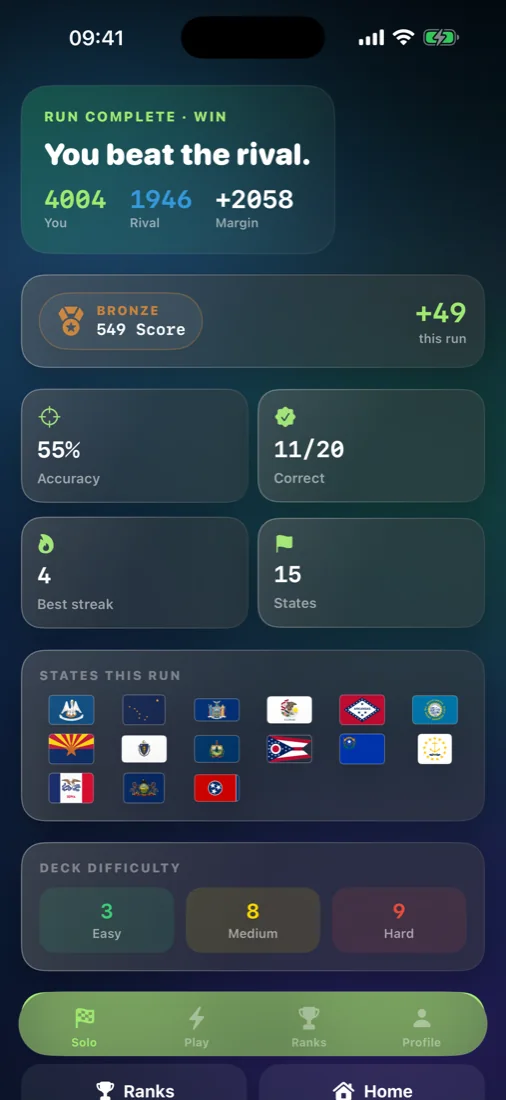 09:41
RUN COMPLETE · WIN
You beat the rival.
4004 1946 +2058
You Rival Margin
BRONZE
549 Score
+49
this run
55%
Accuracy
11/20
Correct
4
Best streak
15
States
STATES THIS RUN
DECK DIFFICULTY
3 8 9
Easy Medium Hard
Solo Play Ranks Profile
Ranks Home